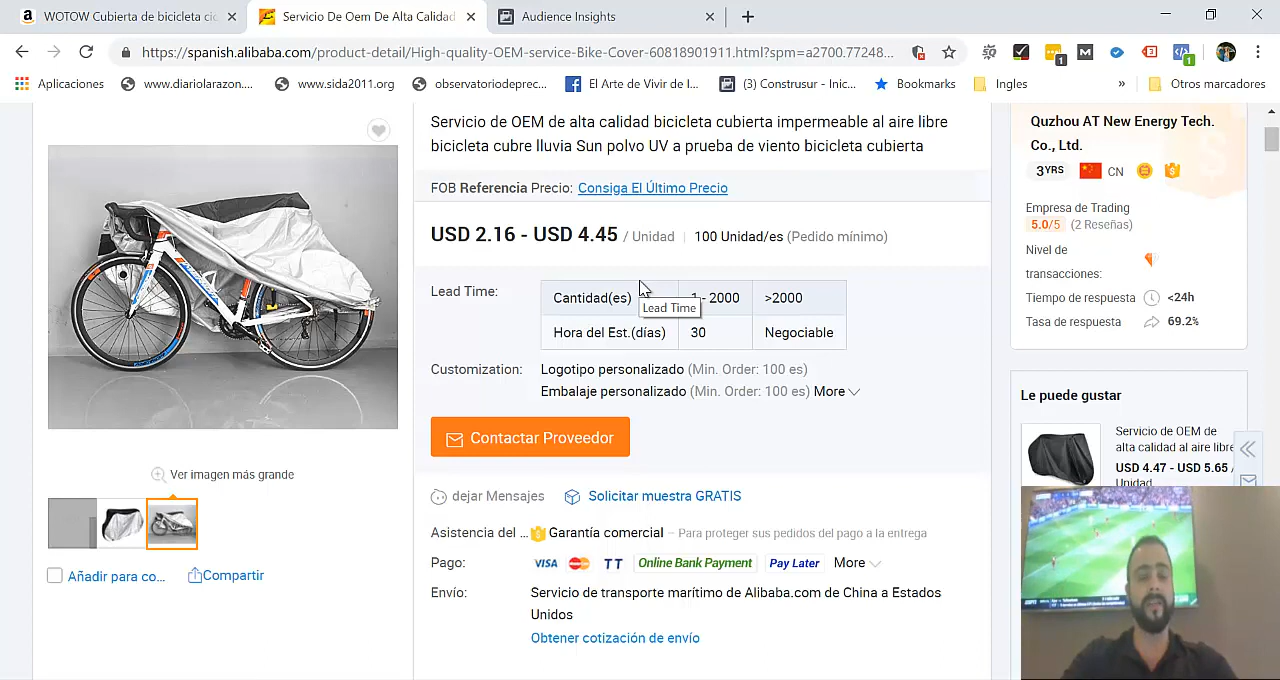 WOTOW Cubierta de bicicleta cic
Servicio De Oem De Alta Calidad
Audience Insights
https://spanish.alibaba.com/product-detail/High-quality-OEM-Service-Bike-Cover-60818901911.html?spm=a2700.77248...
Aplicaciones
www.diariodarazon....
www.asda2011.org
El Arte de Vivir de l...
(3) Construsur - Inic...
Bookmarks
Ingles
»
Otros marcadores
Servicio de OEM de alta calidad bicicleta cubierta impermeable al aire libre
bicicleta cubre lluvia Sun polvo UV a prueba de viento bicicleta cubierta
FOB Referencia Precio: Consiga El Último Precio
USD 2.16 - USD 4.45 / Unidad | 100 Unidad/es (Pedido mínimo)
Lead Time:
Cantidad(es)
2000
>2000
Lead Time
Hora del Est (días)
30
Negociable
Customization:
Logotipo personalizado (Min. Order: 100 es)
Embalaje personalizado (Min. Order: 100 es) More
Contactar Proveedor
dejar Mensajes
Solicitar muestra GRATIS
Asistencia del ...
Garantía comercial – Para proteger sus pedidos del pago a la entrega
Pago:
VISA
TT
Online Bank Payment
Pay Later
More
Servicio de transporte marítimo de Alibaba.com de China a Estados
Unidos
Obtener cotización de envío
Ver imagen más grande
Añadir para co...
Compartir
Quzhou AT New Energy Tech.
Co., Ltd.
3YRS
CN
Empresa de Trading
5.0/5 (2 Reseñas)
Nivel de
transacciones:
Tiempo de respuesta
<24h
Tasa de respuesta
69.2%
Le puede gustar
Servicio de OEM de
alta calidad al aire libre
USD 4.47 - USD 5.65 /
Unidad